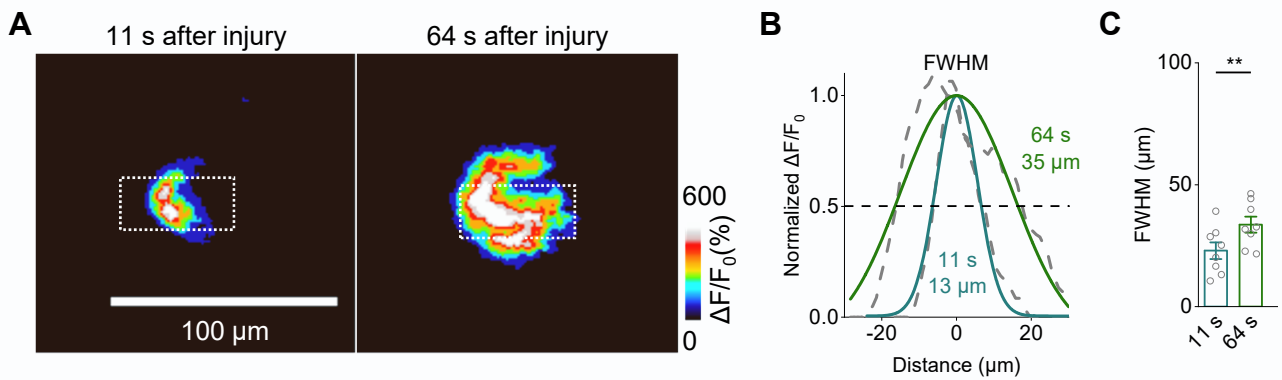 A
11 s after injury
64 s after injury
100 µm
600
ΔF/F0(%)
0
B
FWHM
Normalized ΔF/F0
1.0
0.5
0.0
64 s
35 µm
11 s
13 µm
-20
0
20
Distance (µm)
C
**
FWHM (µm)
100
50
0
11 s
64 s